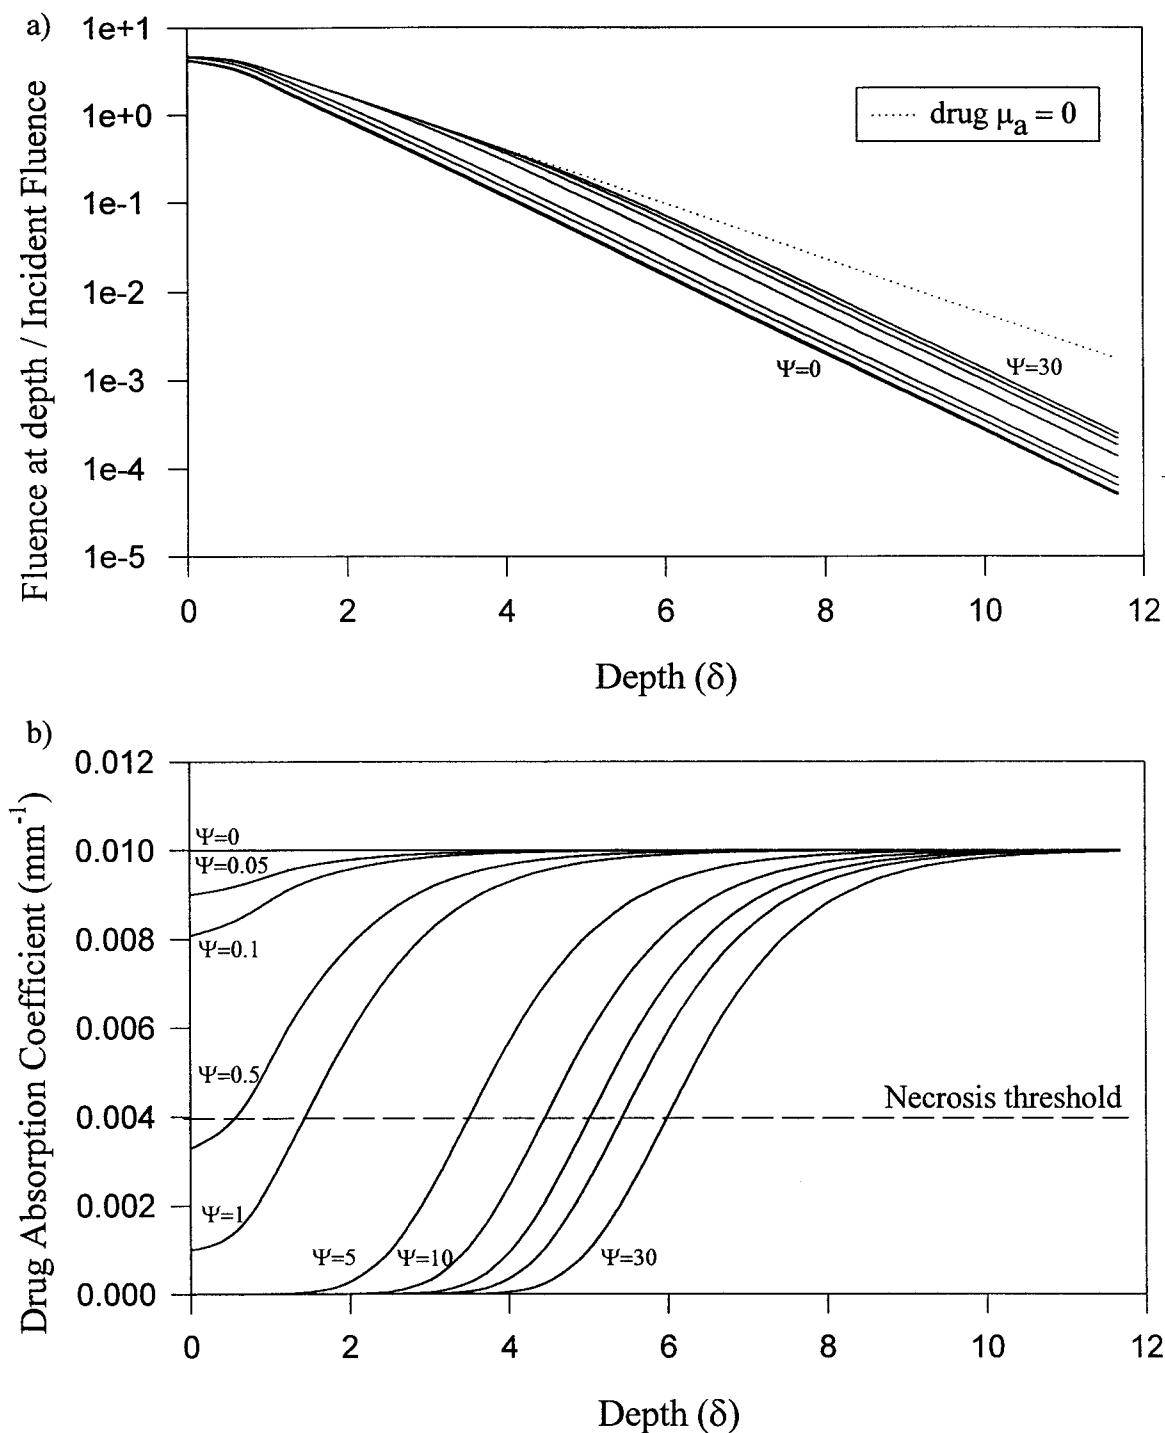 a)
Fluence at depth / Incident Fluence
1e+1
1e+0
1e-1
1e-2
1e-3
1e-4
1e-5
drug μa = 0
Ψ=0
Ψ=30
0 2 4 6 8 10 12
Depth (δ)
b)
Drug Absorption Coefficient (mm⁻¹)
0.012
0.010
0.008
0.006
0.004
0.002
0.000
Ψ=0
Ψ=0.05
Ψ=0.1
Ψ=0.5
Necrosis threshold
Ψ=1
Ψ=5
Ψ=10
Ψ=30
0 2 4 6 8 10 12
Depth (δ)